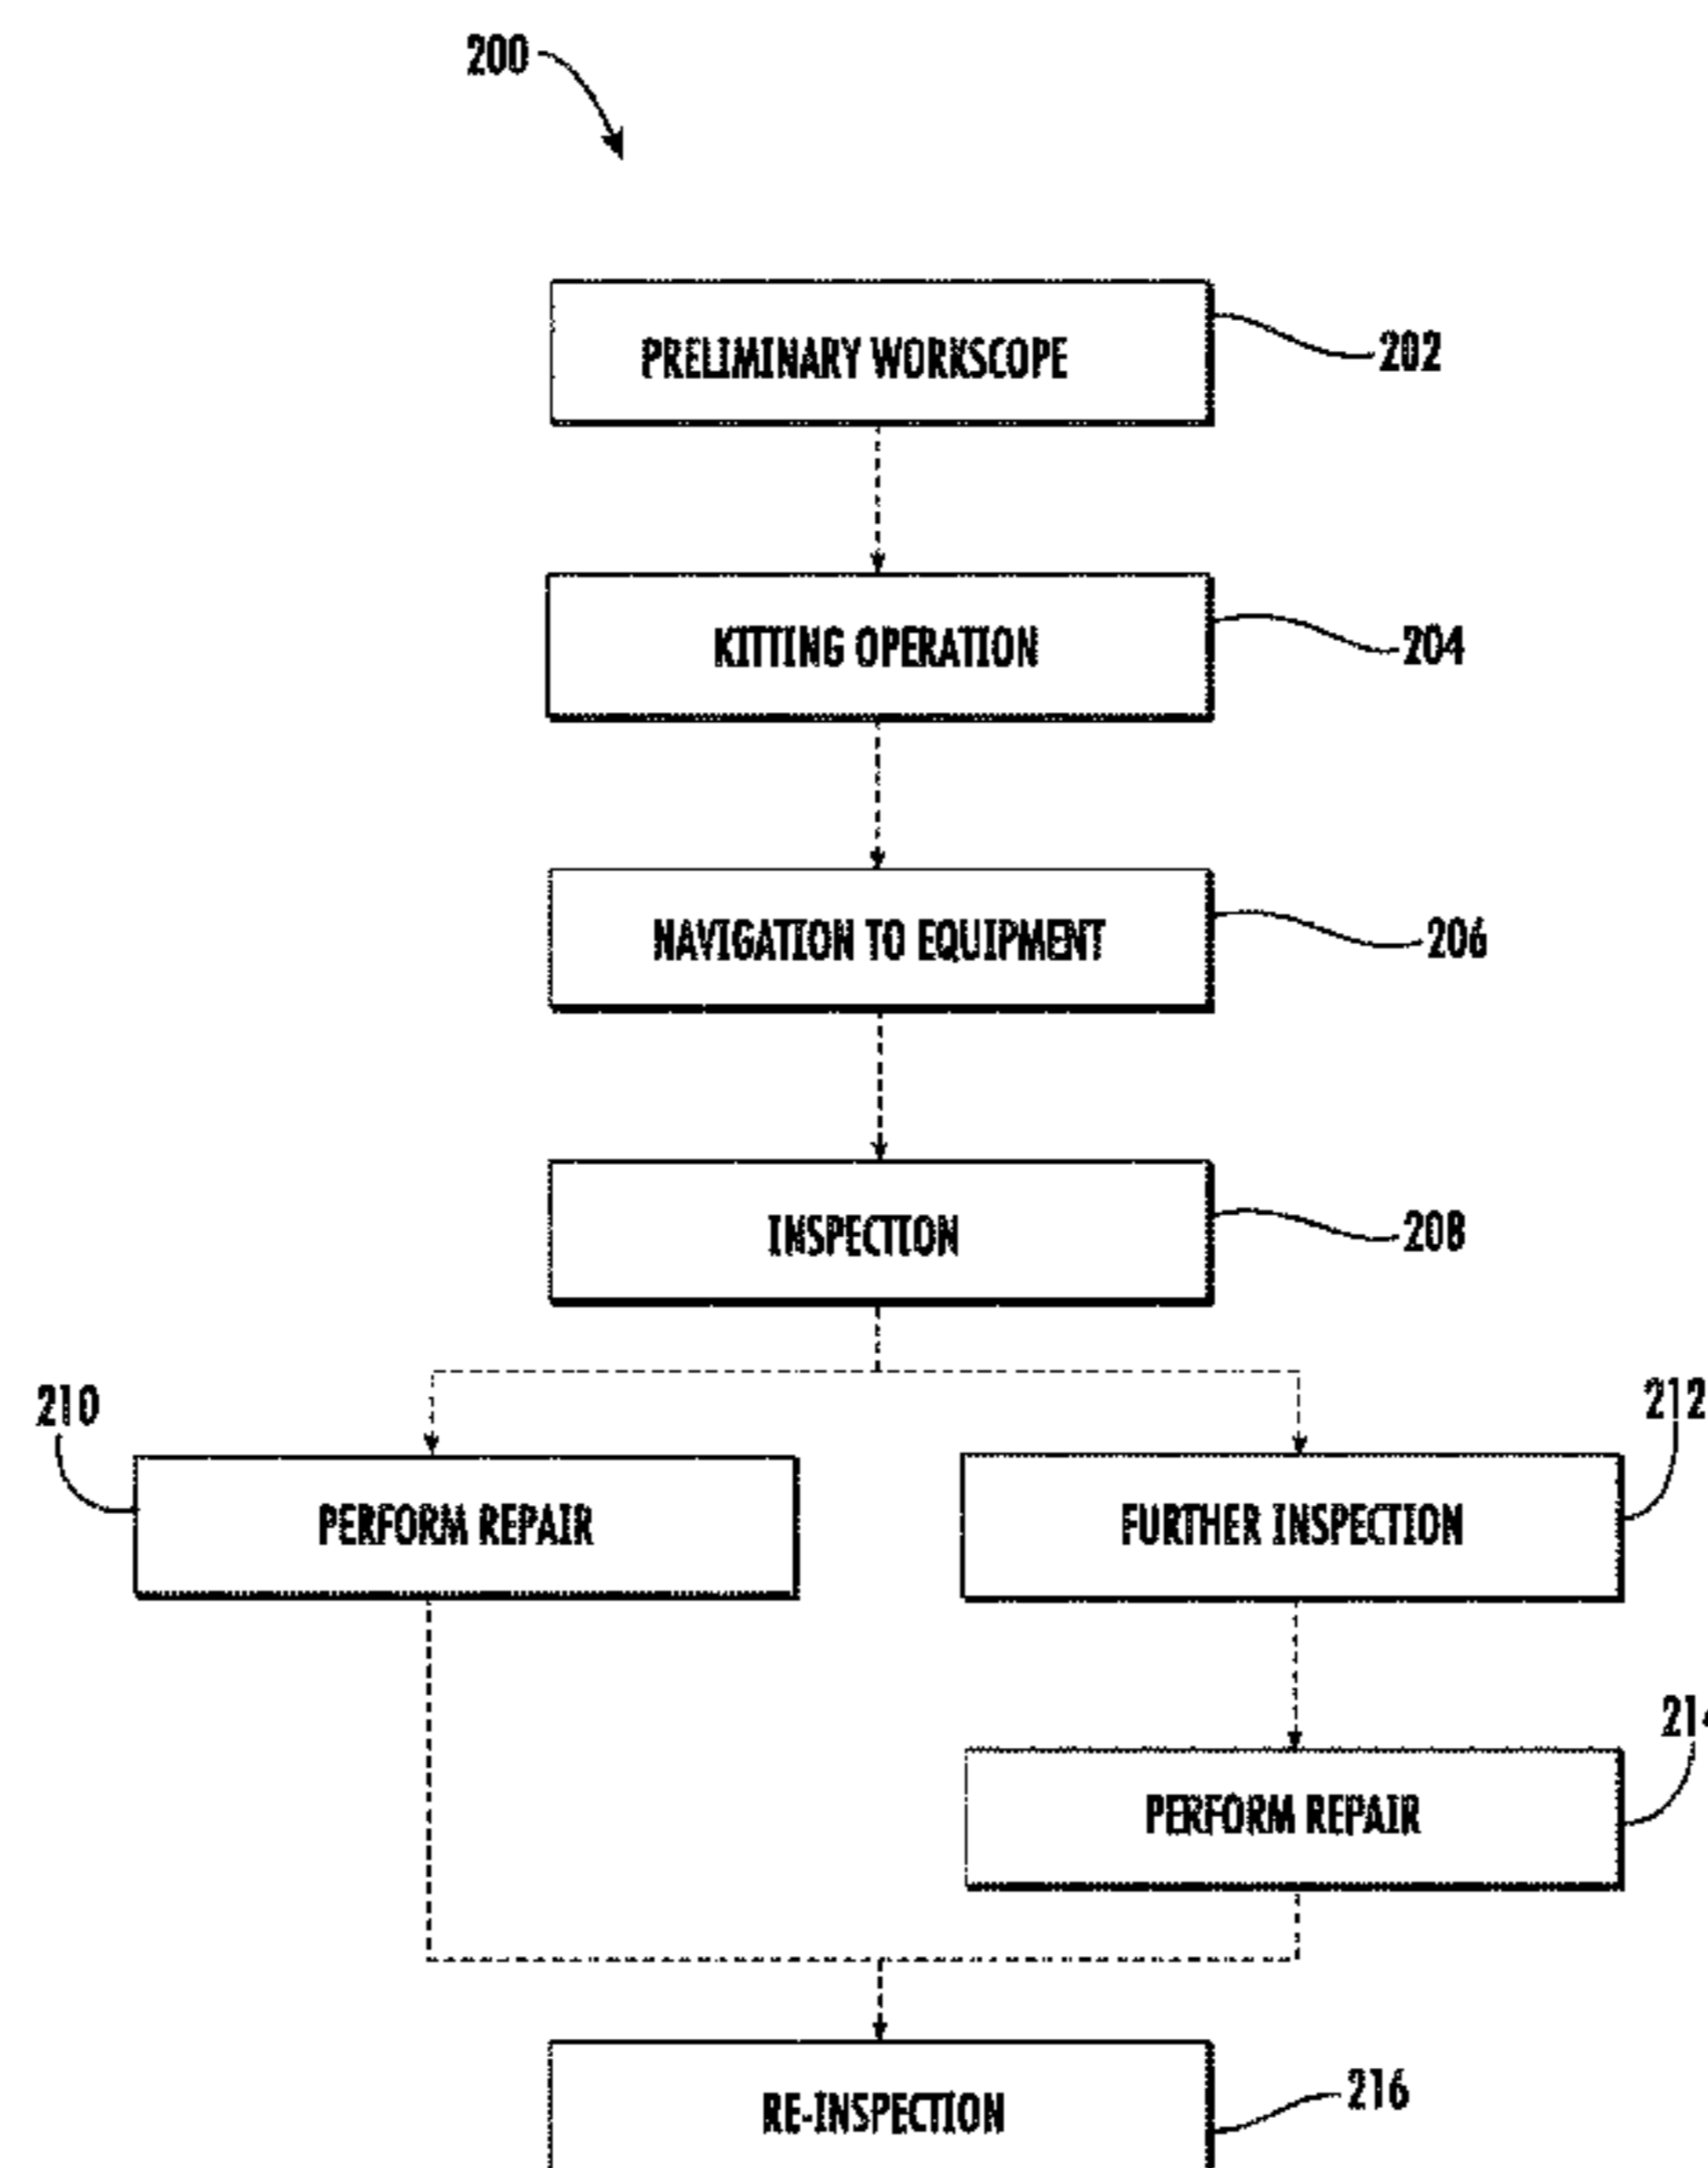 200
PRELIMINARY WORKSCOPE
202
KITTING OPERATION
204
NAVIGATION TO EQUIPMENT
206
INSPECTION
208
210
212
PERFORM REPAIR
FURTHER INSPECTION
PERFORM REPAIR
RE-INSPECTION
216